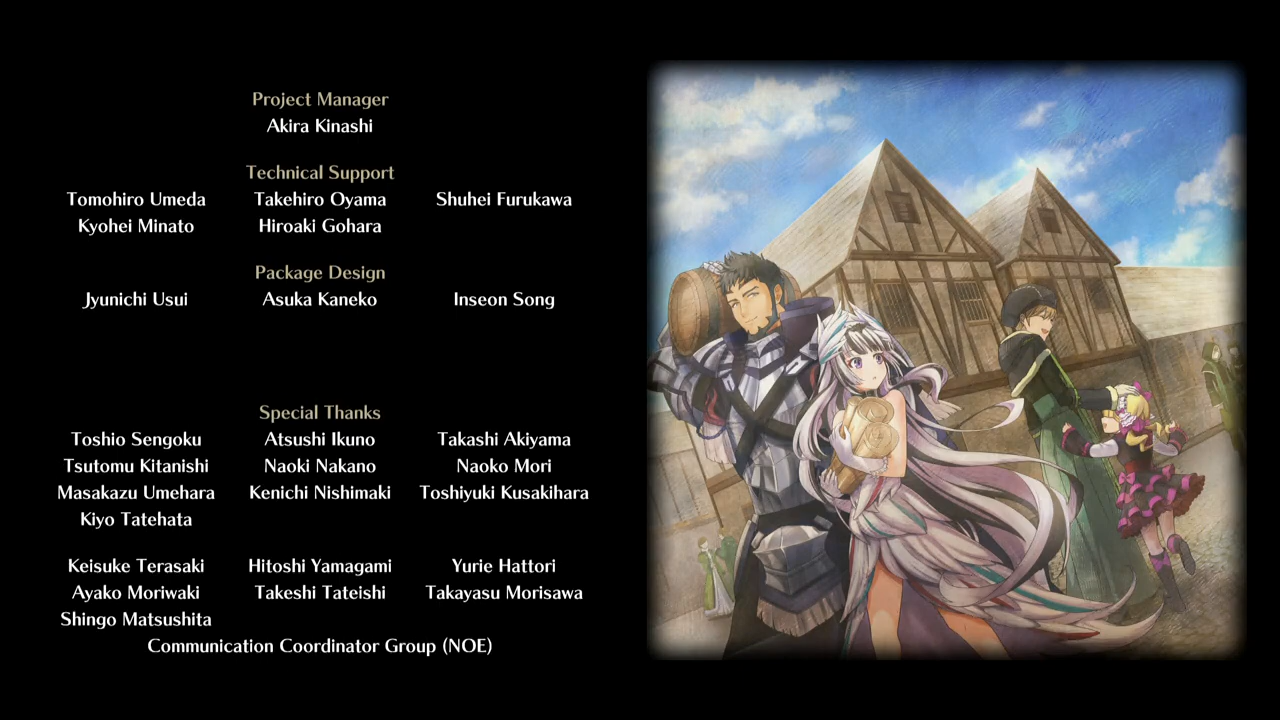 Project Manager
Akira Kinashi
Technical Support
Tomohiro Umeda Takehiro Oyama Shuhei Furukawa
Kyohei Minato Hiroaki Gohara
Package Design
Jyunichi Usui Asuka Kaneko Inseon Song
Special Thanks
Toshio Sengoku Atsushi Ikuno Takashi Akiyama
Tsutomu Kitanishi Naoki Nakano Naoko Mori
Masakazu Umehara Kenichi Nishimaki Toshiyuki Kusakihara
Kiyo Tatehata
Keisuke Terasaki Hitoshi Yamagami Yurie Hattori
Ayako Moriwaki Takeshi Tateishi Takayasu Morisawa
Shingo Matsushita
Communication Coordinator Group (NOE)